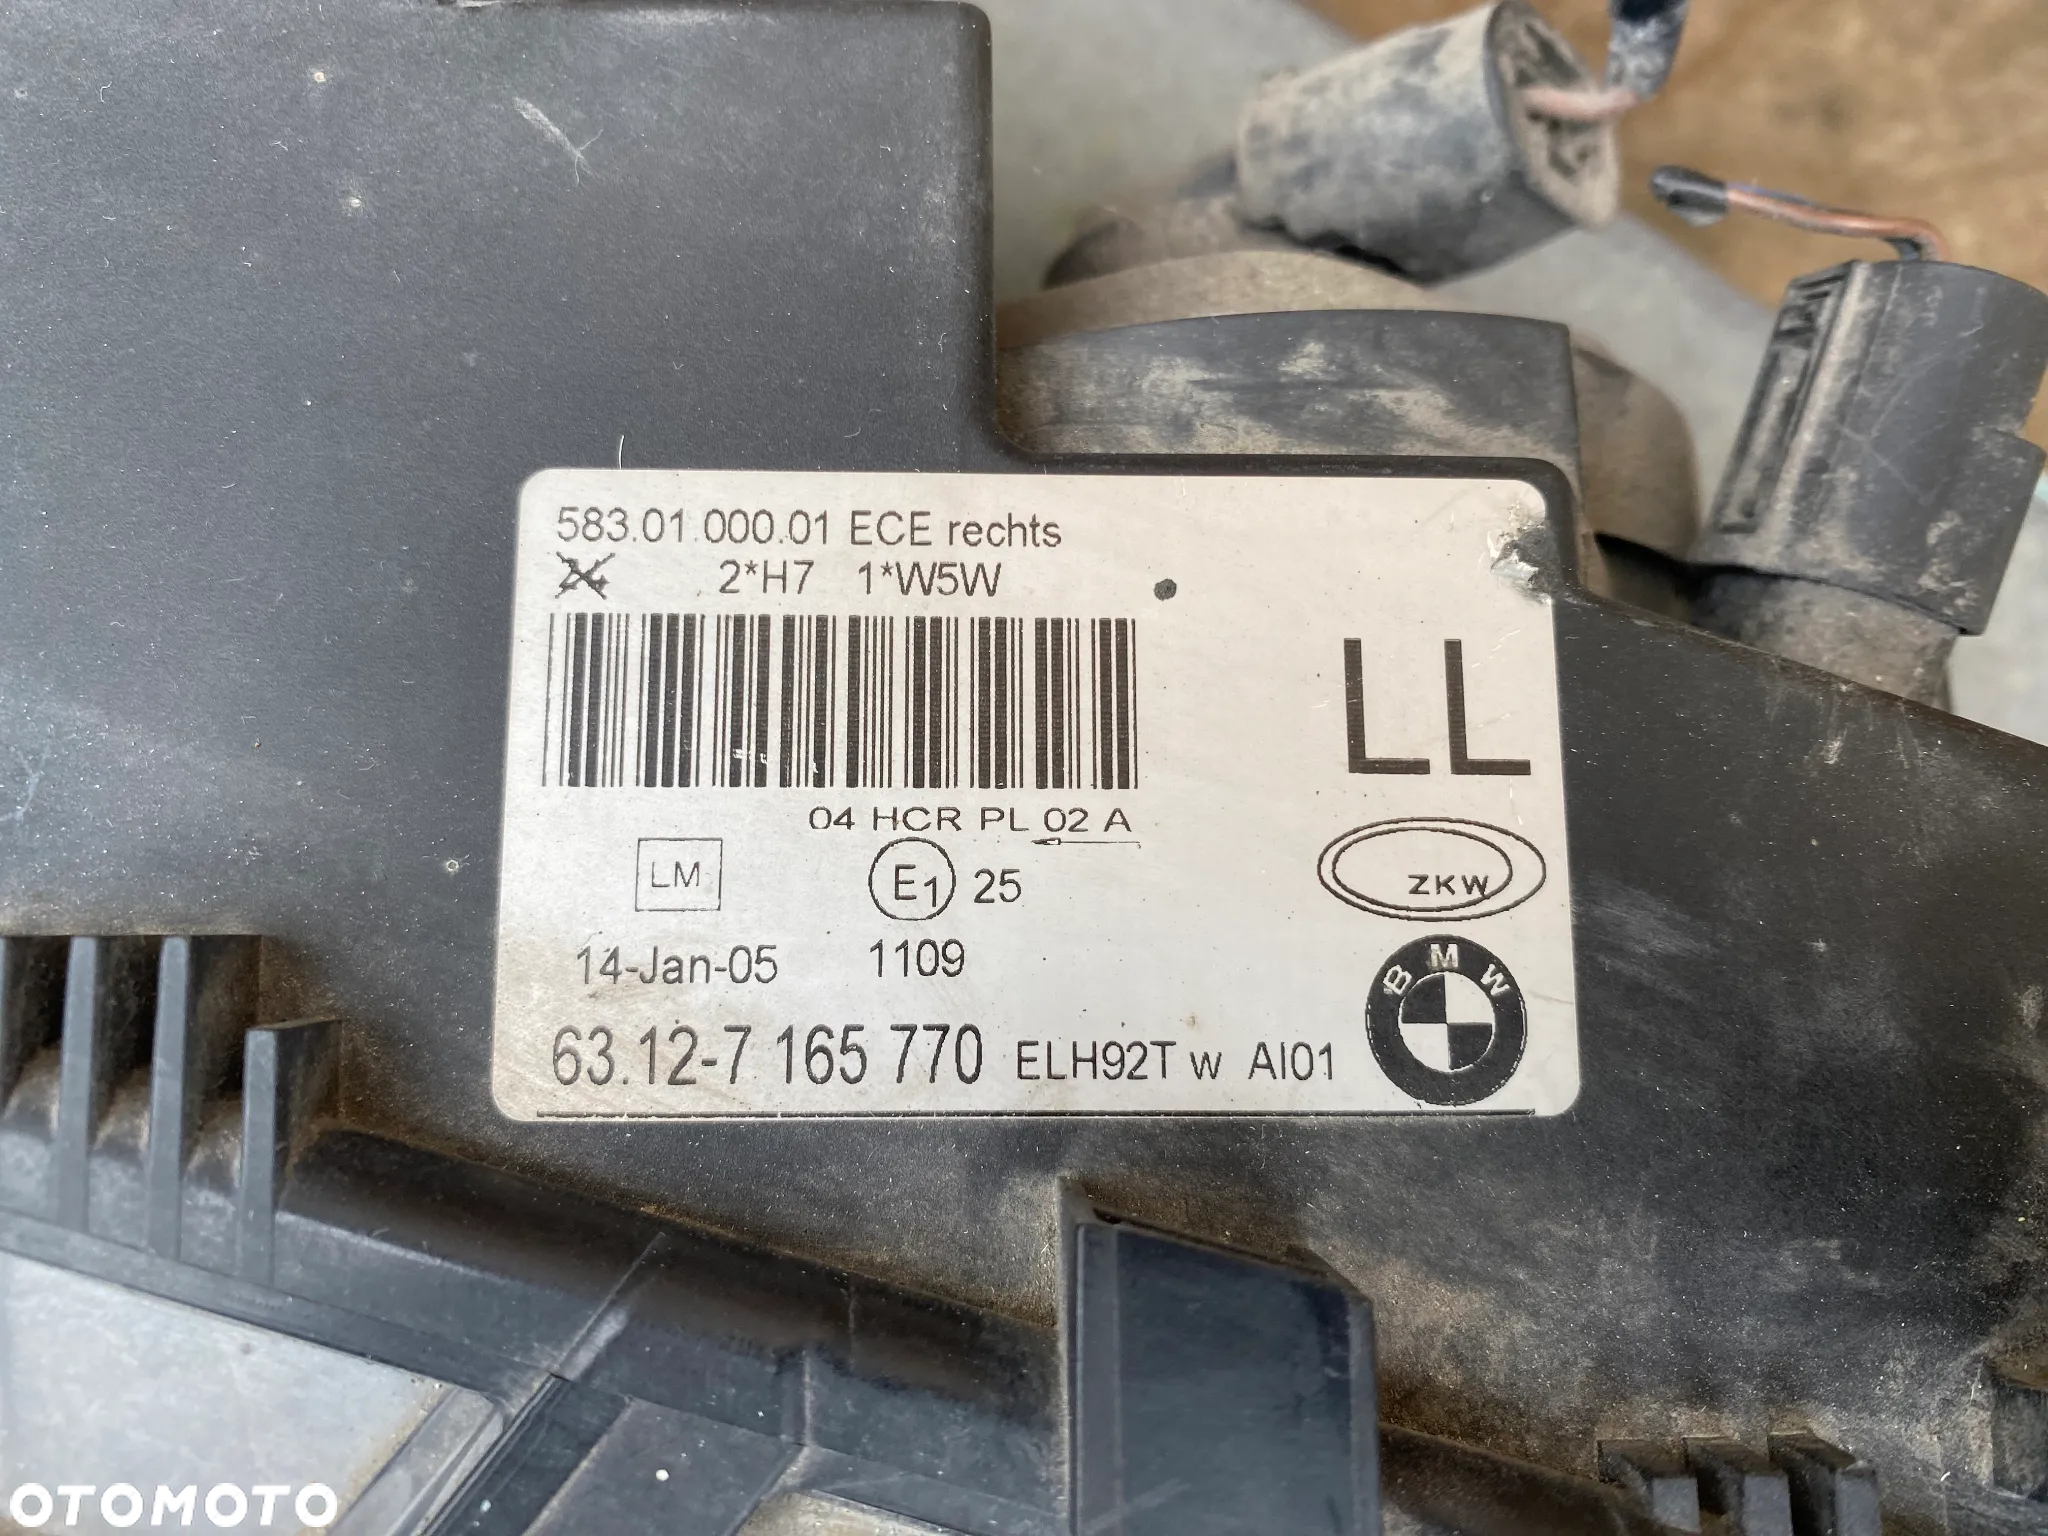 583.01.000.01 ECE rechts
2*H7 1*W5W
LL
04 HCR PL 02 A
LM
E1 25
ZKW
14-Jan-05 1109
BMW
63.12-7 165 770 ELH92T w AI01
OTOMOTO